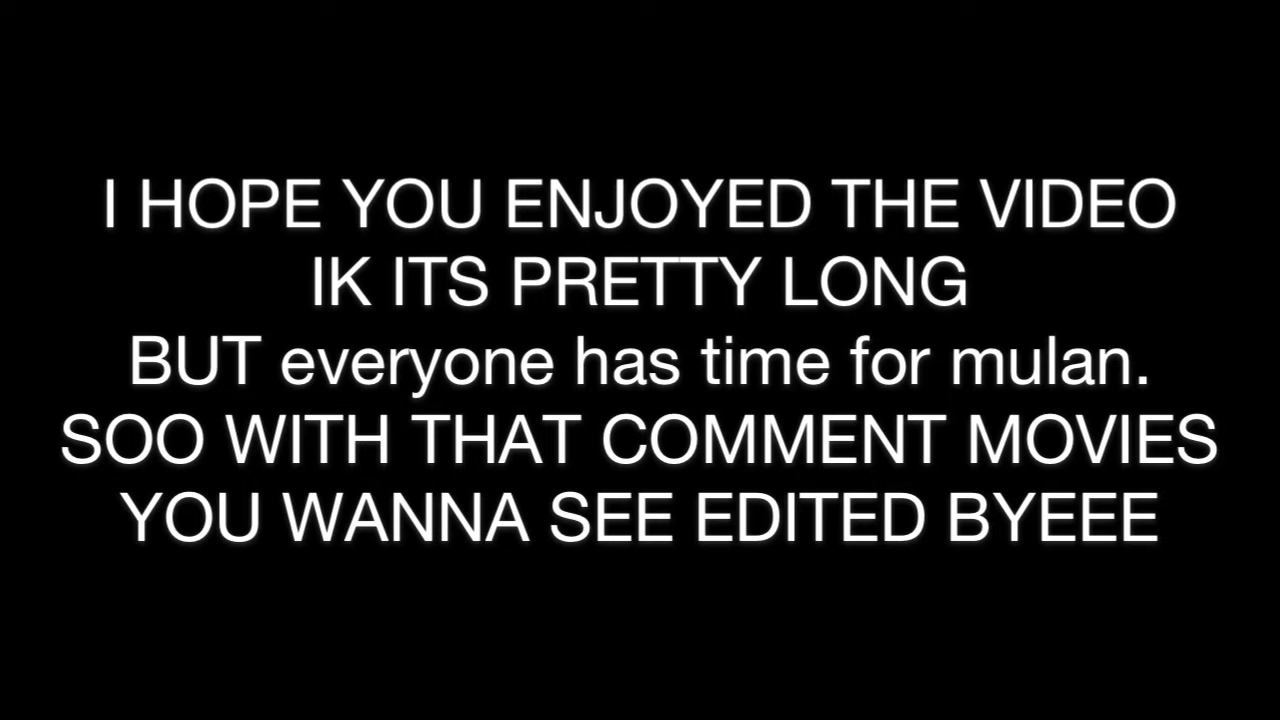 I HOPE YOU ENJOYED THE VIDEO
IK ITS PRETTY LONG
BUT everyone has time for mulan.
SOO WITH THAT COMMENT MOVIES
YOU WANNA SEE EDITED BYEEE